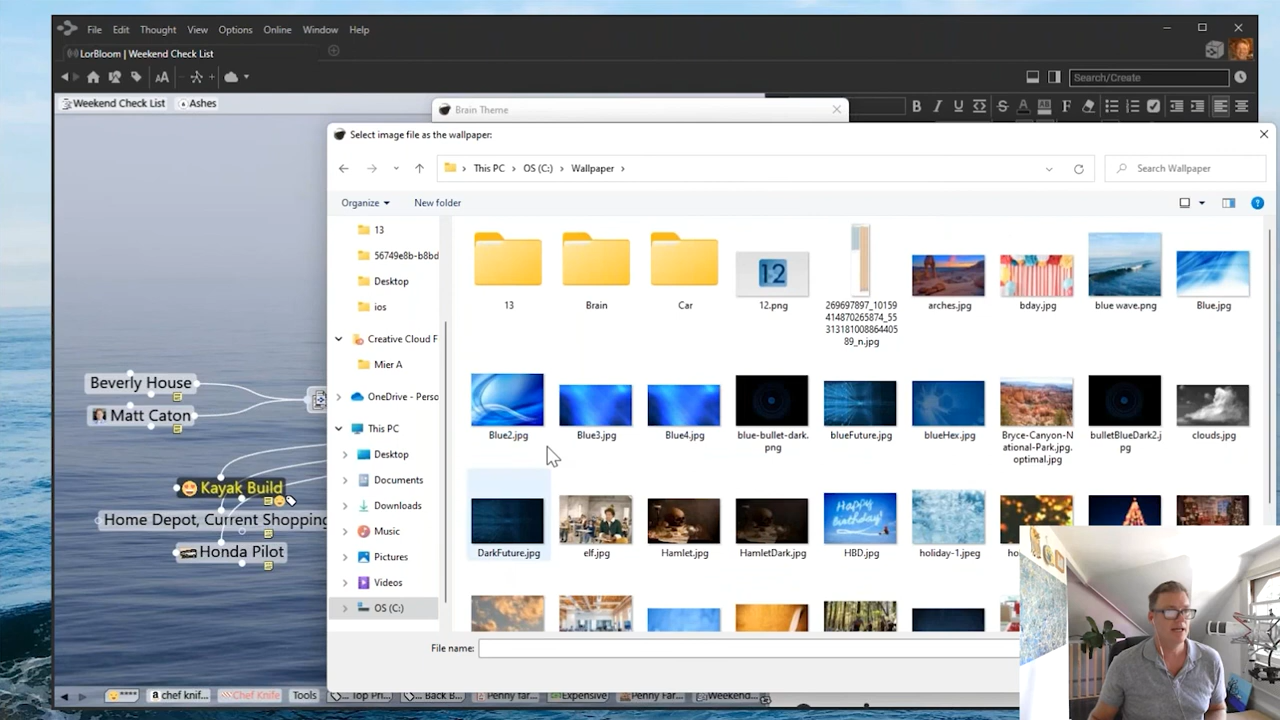 File Edit Thought View Options Online Window Help
LorBloom | Weekend Check List
AA
Search/Create
Weekend Check List
Ashes
Brain Theme
B I U S A AB F
Select image file as the wallpaper:
This PC > OS (C:) > Wallpaper >
Search Wallpaper
Organize
New folder
13
56749e8b-b8bd
Desktop
ios
Creative Cloud F
Mier A
OneDrive - Perso
This PC
Desktop
Documents
Downloads
Music
Pictures
Videos
OS (C:)
12
13
Brain
Car
12.png
269697897_10159
414870265874_55
313181008864405
89_n.jpg
arches.jpg
bday.jpg
blue wave.png
Blue.jpg
Blue2.jpg
Blue3.jpg
Blue4.jpg
blue-bullet-dark.
png
blueFuture.jpg
blueHex.jpg
Bryce-Canyon-N
ational-Park.jpg.
optimal.jpg
bulletBlueDark2.j
pg
clouds.jpg
Happy
birthday!
DarkFuture.jpg
elf.jpg
Hamlet.jpg
HamletDark.jpg
HBD.jpg
holiday-1.jpeg
File name:
Beverly House
Matt Caton
Kayak Build
Home Depot, Current Shopping
Honda Pilot
****
a chef knif...
Chef Knife
Tools
... Top Pri...
... Back B...
Penny far...
Expensive
Penny Far...
Weekend...